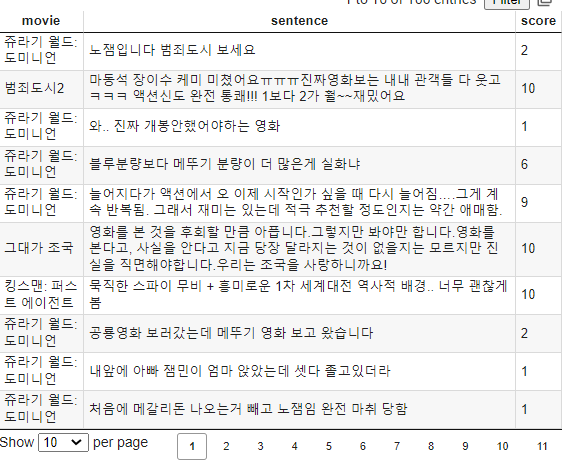 1 to 10 of 100 entries Filter
movie sentence score
쥬라기 월드: 도미니언 노잼입니다 범죄도시 보세요 2
범죄도시2 마동석 장이수 케미 미쳤어요ㅠㅠㅠ진짜영화보는 내내 관객들 다 웃고
ㅋㅋㅋ 액션신도 완전 통쾌!!! 1보다 2가 훨~~재밌어요 10
쥬라기 월드: 도미니언 와.. 진짜 개봉안했어야하는 영화 1
쥬라기 월드: 도미니언 블루분량보다 메뚜기 분량이 더 많은게 실화냐 6
쥬라기 월드: 도미니언 늘어지다가 액션에서 오 이제 시작인가 싶을 때 다시 늘어짐....그게 계
속 반복됨. 그래서 재미는 있는데 적극 추천할 정도인지는 약간 애매함. 9
그대가 조국 영화를 본 것을 후회할 만큼 아픕니다.그렇지만 봐야만 합니다.영화를
본다고, 사실을 안다고 지금 당장 달라지는 것이 없을지는 모르지만 진
실을 직면해야합니다.우리는 조국을 사랑하니까요! 10
킹스맨: 퍼스트 에이전트 묵직한 스파이 무비 + 흥미로운 1차 세계대전 역사적 배경.. 너무 괜찮게
봄 10
쥬라기 월드: 도미니언 공룡영화 보러갔는데 메뚜기 영화 보고 왔습니다 2
쥬라기 월드: 도미니언 내앞에 아빠 잼민이 엄마 앉았는데 셋다 졸고있더라 1
쥬라기 월드: 도미니언 처음에 메갈리돈 나오는거 빼고 노잼임 완전 마취 당함 1
Show 10 per page 1 2 3 4 5 6 7 8 9 10 11